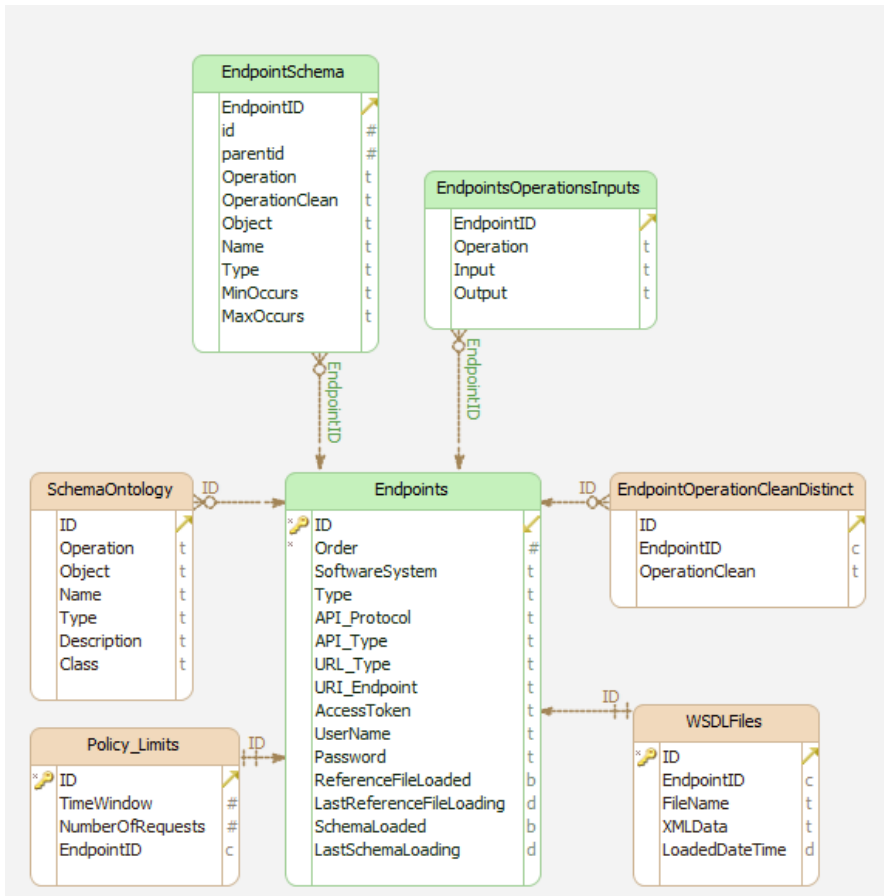 EndpointSchema
EndpointID
id #
parentid #
Operation t
OperationClean t
Object t
Name t
Type t
MinOccurs t
MaxOccurs t
EndpointsOperationsInputs
EndpointID
Operation t
Input t
Output t
EndpointID
EndpointID
SchemaOntology
ID
Operation t
Object t
Name t
Type t
Description t
Class t
ID
Endpoints
ID
Order #
SoftwareSystem t
Type t
API_Protocol t
API_Type t
URL_Type t
URI_Endpoint t
AccessToken t
UserName t
Password t
ReferenceFileLoaded b
LastReferenceFileLoading d
SchemaLoaded b
LastSchemaLoading d
ID
EndpointOperationCleanDistinct
ID
EndpointID c
OperationClean t
Policy_Limits
ID
TimeWindow #
NumberOfRequests #
EndpointID c
ID
ID
WSDLFiles
ID
EndpointID c
FileName t
XMLData t
LoadedDateTime d